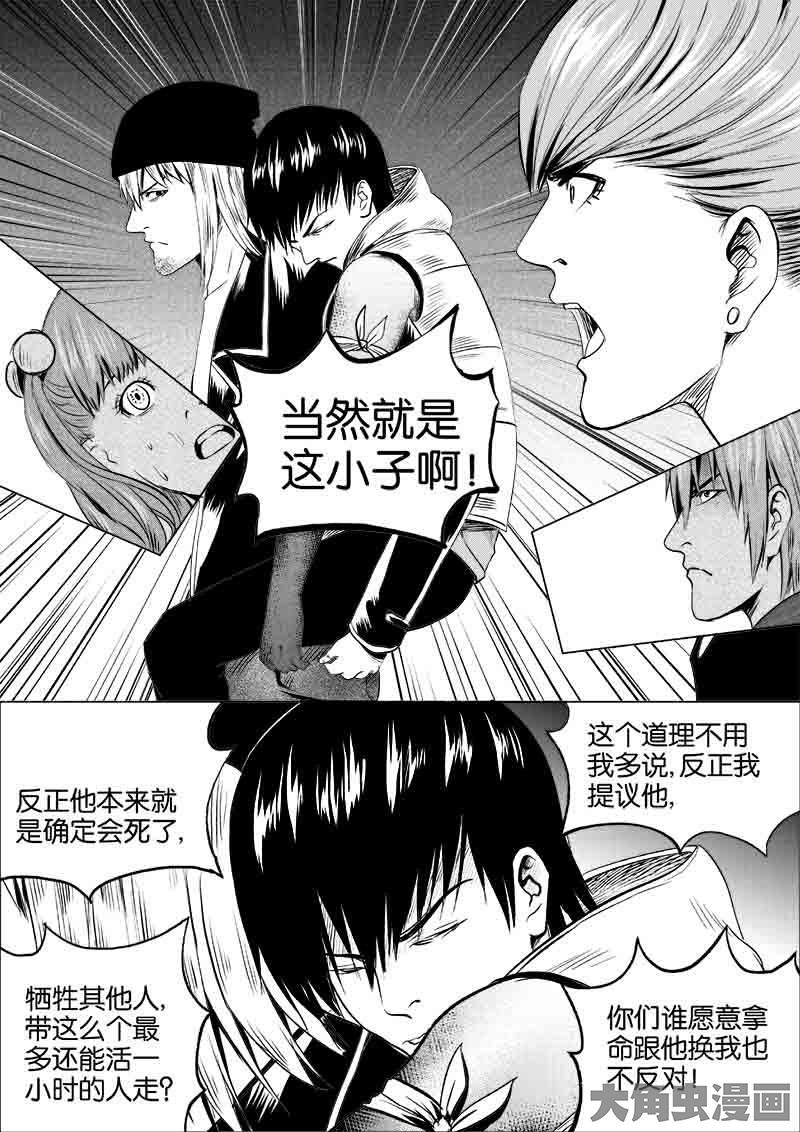 当然就是
这小子啊!
反正他本来就
是确定会死了,
牺牲其他人,
带这么个最
多还能活一
小时的人走?
这个道理不用
我多说,反正我
提议他,
你们谁愿意拿
命跟他换我也
不反对!
大角虫漫画